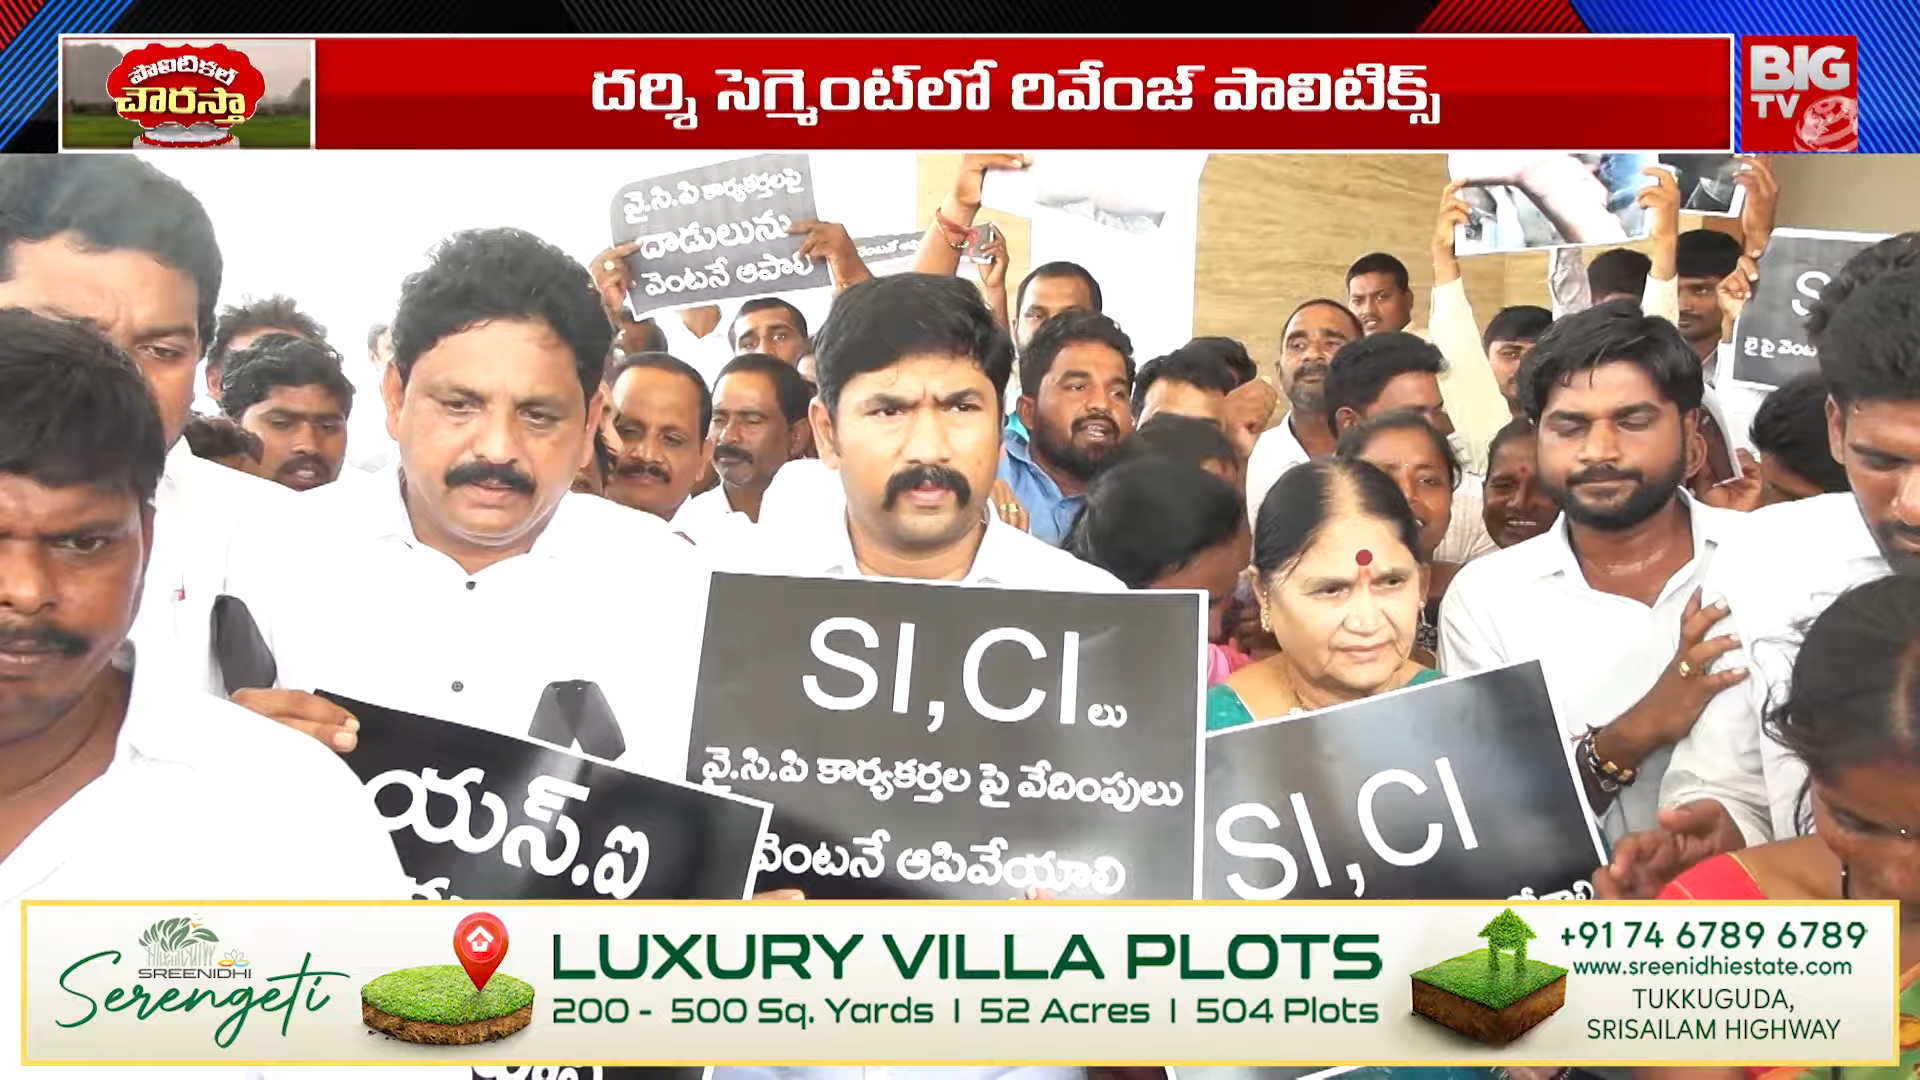 పొలిటికల్
చౌరస్తా
దర్శి సెగ్మెంట్‌లో రివేంజ్ పాలిటిక్స్
BIG
TV
వై.సి.పి కార్యకర్తలపై
దాడులును
వెంటనే ఆపాలి
SI,CIలు
వై.సి.పి కార్యకర్తల పై వేదింపులు
వెంటనే ఆపివేయాలి
యస్.ఐ
SI,CI
S
లై పై వెంట
SREENIDHI
Serengeti
LUXURY VILLA PLOTS
200 - 500 Sq. Yards | 52 Acres | 504 Plots
+91 74 6789 6789
www.sreenidhiestate.com
TUKKUGUDA,
SRISAILAM HIGHWAY